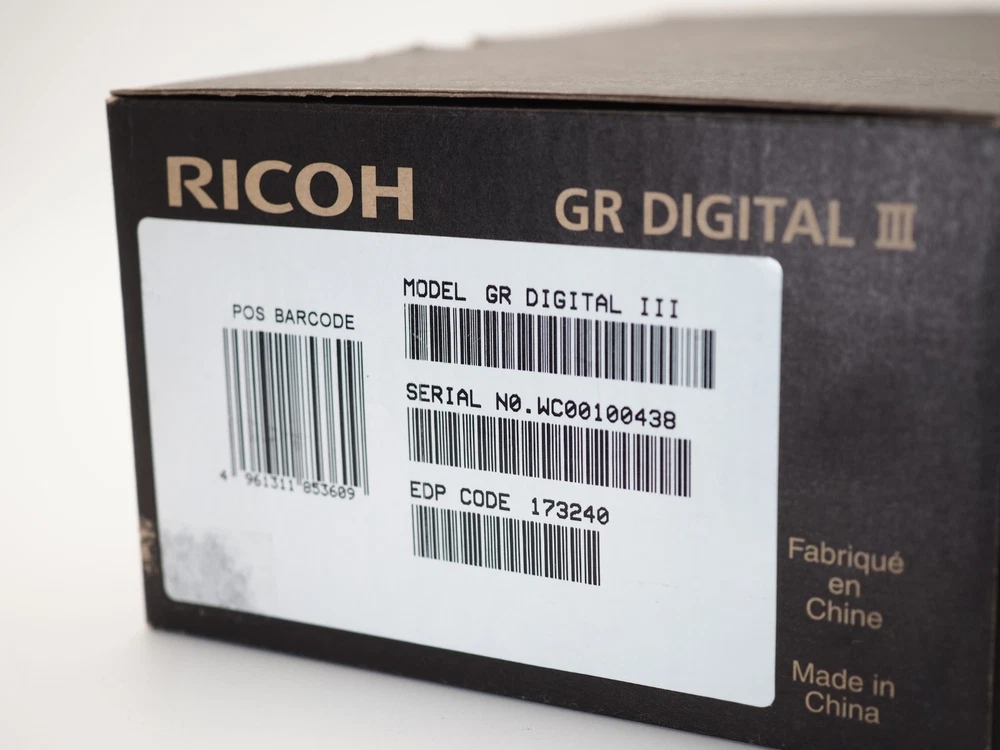 RICOH
GR DIGITAL III
POS BARCODE
4 961311 853609
MODEL GR DIGITAL III
SERIAL NO.WC00100438
EDP CODE 173240
Fabriqué
en
Chine
Made in
China